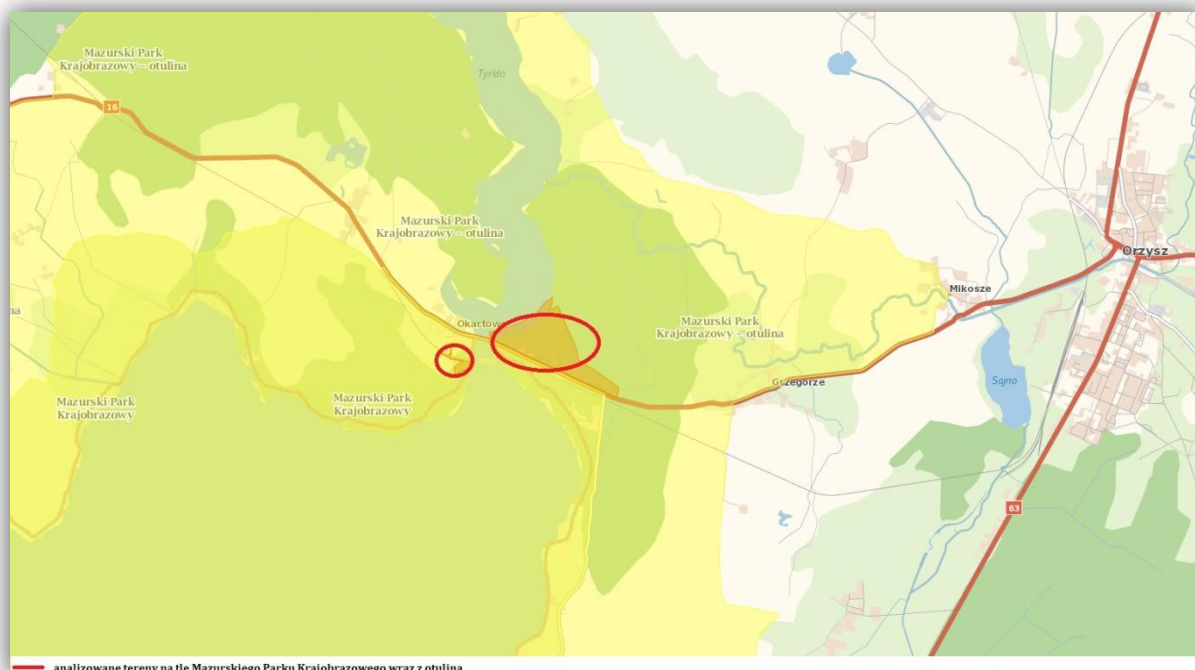 Mazurski Park
Krajobrazowy - otulina
Tyrkło
16
Mazurski Park
Krajobrazowy - otulina
Orzysz
Mikosze
na
Okartowo
Mazurski Park
Krajobrazowy - otulina
Grzegorze
Sajno
Mazurski Park
Krajobrazowy
Mazurski Park
Krajobrazowy
63
analizowane tereny na tle Mazurskiego Parku Krajobrazowego wraz z otuliną